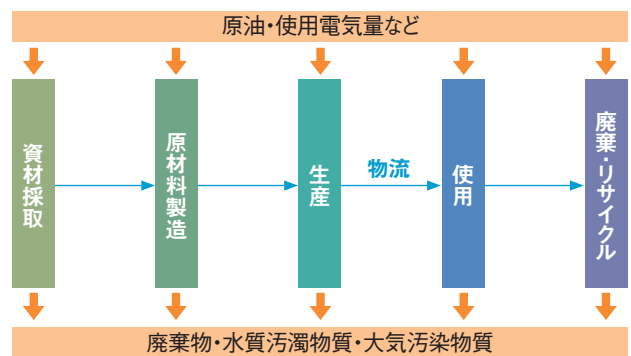 原油・使用電気量など
資材採取
原材料製造
生産
物流
使用
廃棄・リサイクル
廃棄物・水質汚濁物質・大気汚染物質